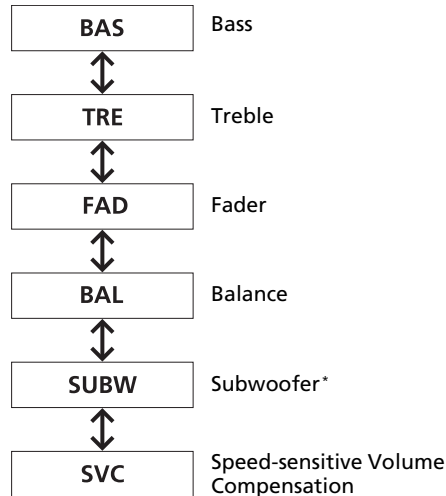 BAS Bass
TRE Treble
FAD Fader
BAL Balance
SUBW Subwoofer*
SVC Speed-sensitive Volume
Compensation